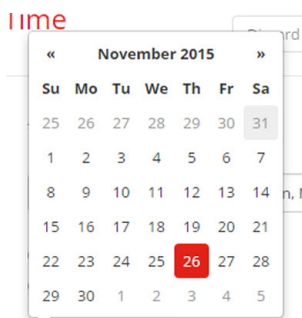 Time
Discard
« November 2015 »
Su Mo Tu We Th Fr Sa
25 26 27 28 29 30 31
1 2 3 4 5 6 7
8 9 10 11 12 13 14
15 16 17 18 19 20 21
22 23 24 25 26 27 28
29 30 1 2 3 4 5